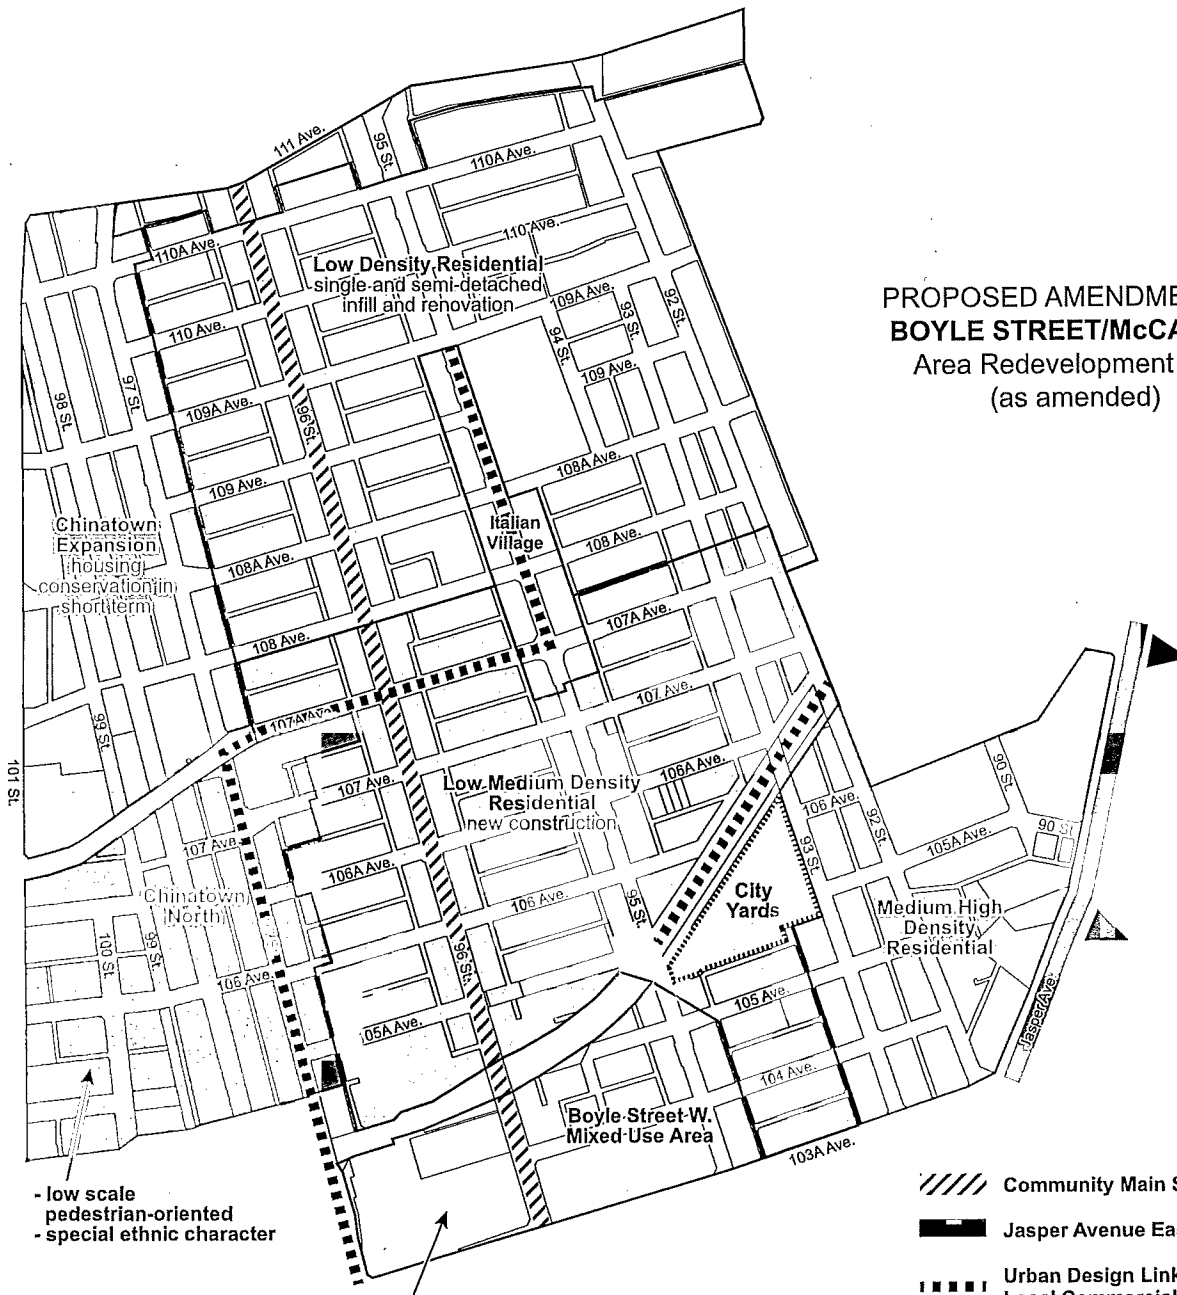 111 Ave.
95 St.
110A Ave.
110 Ave.
110A Ave.
Low Density Residential
single and semi-detached
infill and renovation
109A Ave.
93 St.
92 St.
94 St.
PROPOSED AMENDME
BOYLE STREET/McCA
Area Redevelopment
(as amended)
110 Ave.
109 Ave.
97 St.
98 St.
109A Ave.
96 St.
108A Ave.
109 Ave.
Italian
Village
Chinatown
Expansion
housing
conservation in
short term
108 Ave.
108A Ave.
107A Ave.
108 Ave.
107 Ave.
99 St.
107A Ave.
101 St.
106A Ave.
107 Ave.
Low Medium Density
Residential
new construction
106 Ave.
92 St.
90 St.
105A Ave.
90 St
107 Ave.
93 St.
106A Ave.
Chinatown
North
106 Ave.
95 St.
City
Yards
Medium High
Density
Residential
100 St.
99 St.
96 St.
106 Ave.
105 Ave.
05A Ave.
Jasper Ave.
104 Ave.
Boyle Street W.
Mixed Use Area
103A Ave.
- low scale
pedestrian-oriented
- special ethnic character
Community Main S
Jasper Avenue Ea
Urban Design Link